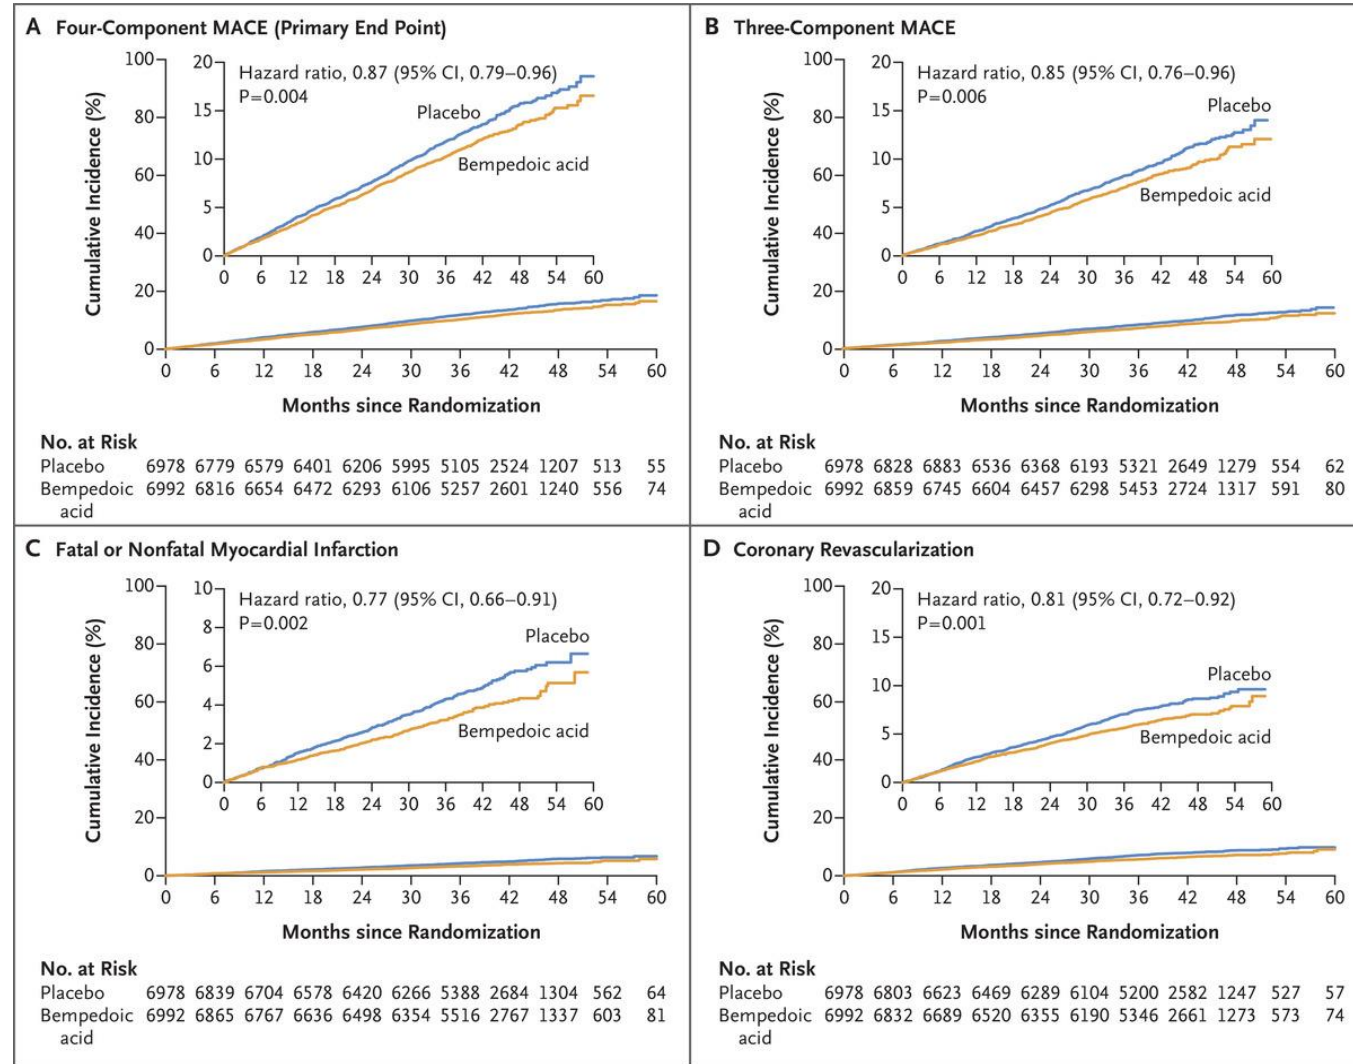 A Four-Component MACE (Primary End Point)
Cumulative Incidence (%)
100
80
60
40
20
0
20
15
10
5
0
Hazard ratio, 0.87 (95% CI, 0.79–0.96)
P=0.004
Placebo
Bempedoic acid
0 6 12 18 24 30 36 42 48 54 60
0 6 12 18 24 30 36 42 48 54 60
Months since Randomization
No. at Risk
Placebo 6978 6779 6579 6401 6206 5995 5105 2524 1207 513 55
Bempedoic 6992 6816 6654 6472 6293 6106 5257 2601 1240 556 74
acid
B Three-Component MACE
Cumulative Incidence (%)
100
80
60
40
20
0
20
15
10
5
0
Hazard ratio, 0.85 (95% CI, 0.76–0.96)
P=0.006
Placebo
Bempedoic acid
0 6 12 18 24 30 36 42 48 54 60
0 6 12 18 24 30 36 42 48 54 60
Months since Randomization
No. at Risk
Placebo 6978 6828 6883 6536 6368 6193 5321 2649 1279 554 62
Bempedoic 6992 6859 6745 6604 6457 6298 5453 2724 1317 591 80
acid
C Fatal or Nonfatal Myocardial Infarction
Cumulative Incidence (%)
100
80
60
40
20
0
10
8
6
4
2
0
Hazard ratio, 0.77 (95% CI, 0.66–0.91)
P=0.002
Placebo
Bempedoic acid
0 6 12 18 24 30 36 42 48 54 60
0 6 12 18 24 30 36 42 48 54 60
Months since Randomization
No. at Risk
Placebo 6978 6839 6704 6578 6420 6266 5388 2684 1304 562 64
Bempedoic 6992 6865 6767 6636 6498 6354 5516 2767 1337 603 81
acid
D Coronary Revascularization
Cumulative Incidence (%)
100
80
60
40
20
0
20
15
10
5
0
Hazard ratio, 0.81 (95% CI, 0.72–0.92)
P=0.001
Placebo
Bempedoic acid
0 6 12 18 24 30 36 42 48 54 60
0 6 12 18 24 30 36 42 48 54 60
Months since Randomization
No. at Risk
Placebo 6978 6803 6623 6469 6289 6104 5200 2582 1247 527 57
Bempedoic 6992 6832 6689 6520 6355 6190 5346 2661 1273 573 74
acid